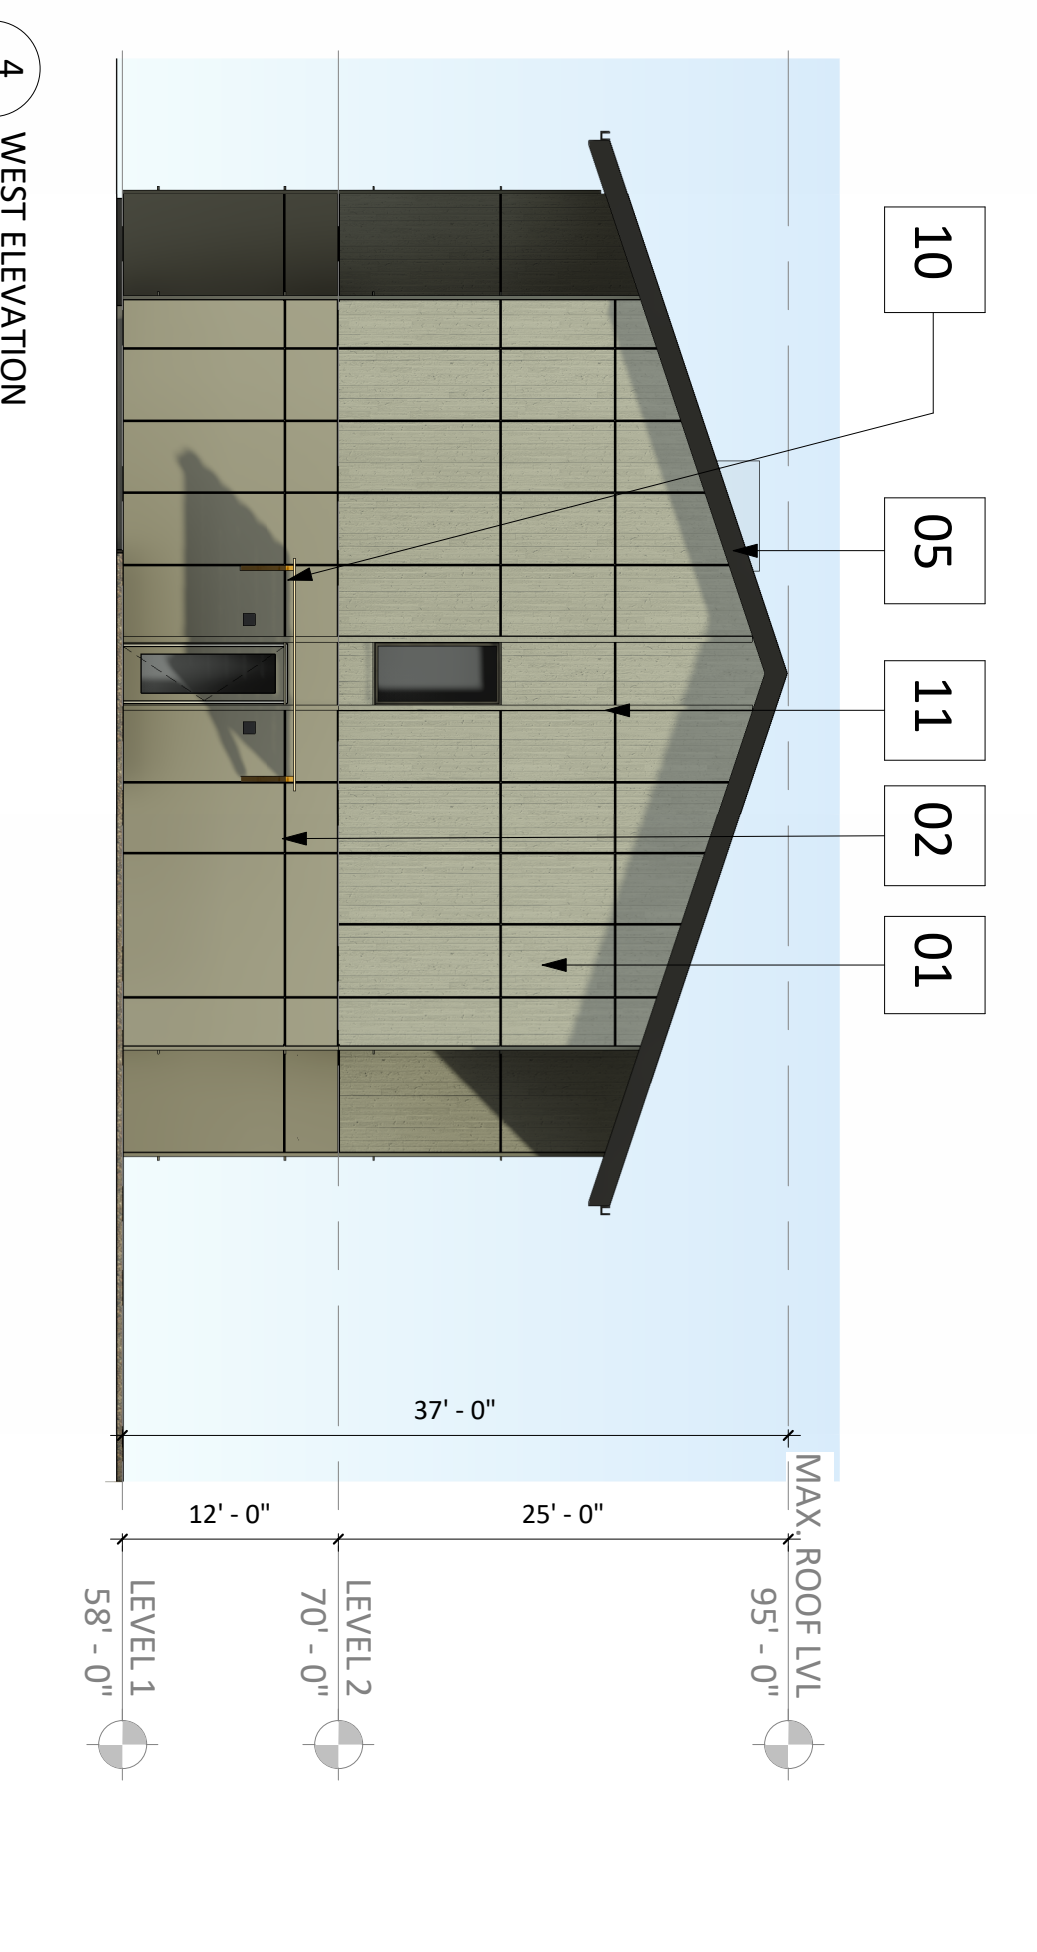 10
05
11
02
01
37' - 0"
12' - 0"
25' - 0"
MAX. ROOF LVL
95' - 0"
LEVEL 2
70' - 0"
LEVEL 1
58' - 0"
4
WEST ELEVATION